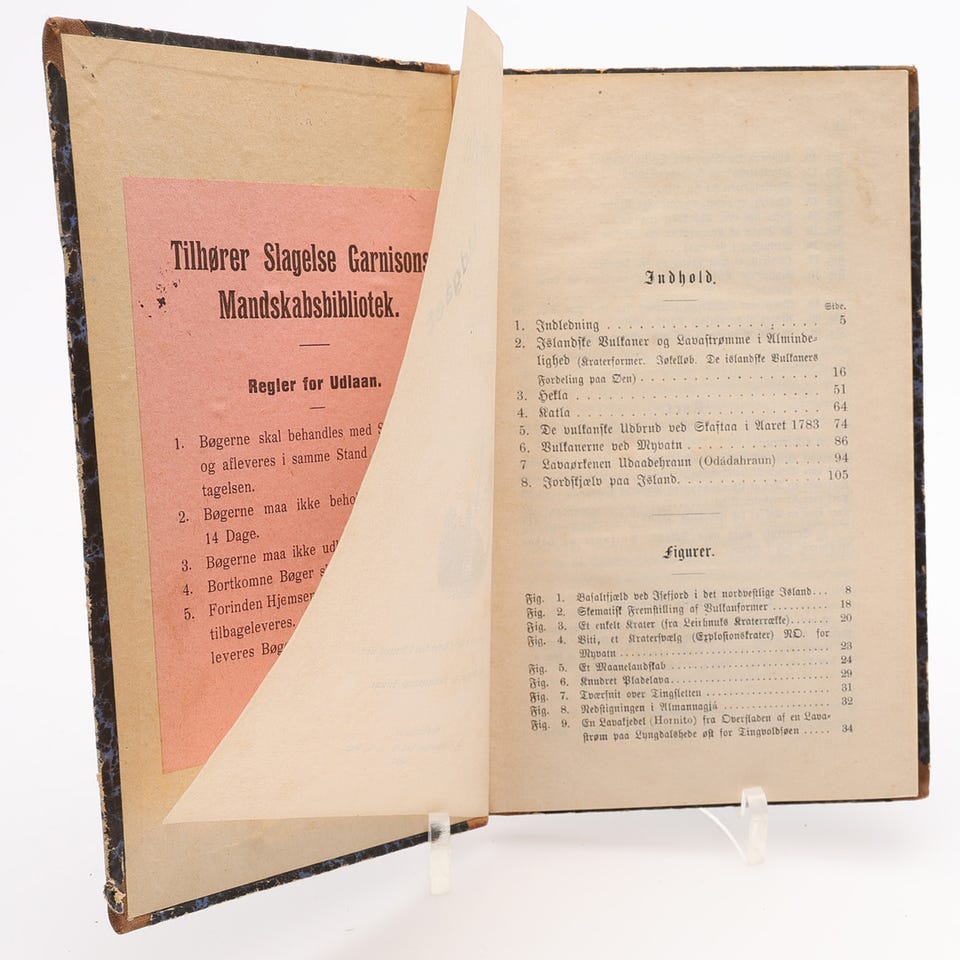 Tilhører Slagelse Garnisons
Mandskabsbibliotek.
Regler for Udlaan.
1. Bøgerne skal behandles med
og afleveres i samme Stand
tagelsen.
2. Bøgerne maa ikke
14 Dage.
3. Bøgerne maa ikke
4. Bortkomne Bøger
5. Forinden
tilbageleveres.
leveres
Indhold.
Side.
1. Indledning . . . . . . . . . . . . . . . . . . 5
2. Islandske Vulkaner og Lavastrømme i Alminde-
lighed (Kraterformer. Jøkelløb. De islandske Vulkaners
Fordeling paa Øen) . . . . . . . . . . . . . . 16
3. Hekla . . . . . . . . . . . . . . . . . . . . 51
4. Katla . . . . . . . . . . . . . . . . . . . . 64
5. De vulkanske Udbrud ved Skaftaa i Aaret 1783 74
6. Vulkanerne ved Myvatn . . . . . . . . . . . . 86
7 Lavaørkenen Udaadehraun (Odádahraun) . . . . 94
8. Jordskjælv paa Island. . . . . . . . . . . . . 105
Figurer.
Fig. 1. Basaltfjæld ved Isefjord i det nordvestlige Island... 8
Fig. 2. Skematisk Fremstilling af Vulkanformer .......... 18
Fig. 3. Et enkelt Krater (fra Leirhnuks Kraterrække)....... 20
Fig. 4. Viti, et Kratersvælg (Explosionskrater) NO. for
Myvatn ........................................ 23
Fig. 5. Et Maanelandskab .............................. 24
Fig. 6. Knudret Pladelava.............................. 29
Fig. 7. Tværsnit over Tingsletten ...................... 31
Fig. 8. Nedstigningen i Almannagjá .................... 32
Fig. 9. En Lavakjedel (Hornito) fra Overfladen af en Lava-
strøm paa Lyngdalshede øst for Tingvoldsøen ..... 34